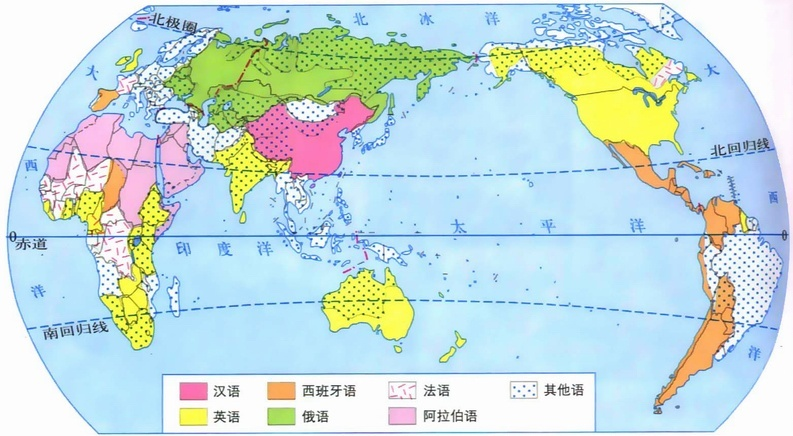 北极圈
北 冰 洋
大
大
北回归线
西
西
太 平 洋
0
赤道
印 度 洋
0
洋
南回归线
洋
汉语 西班牙语 法语 其他语
英语 俄语 阿拉伯语